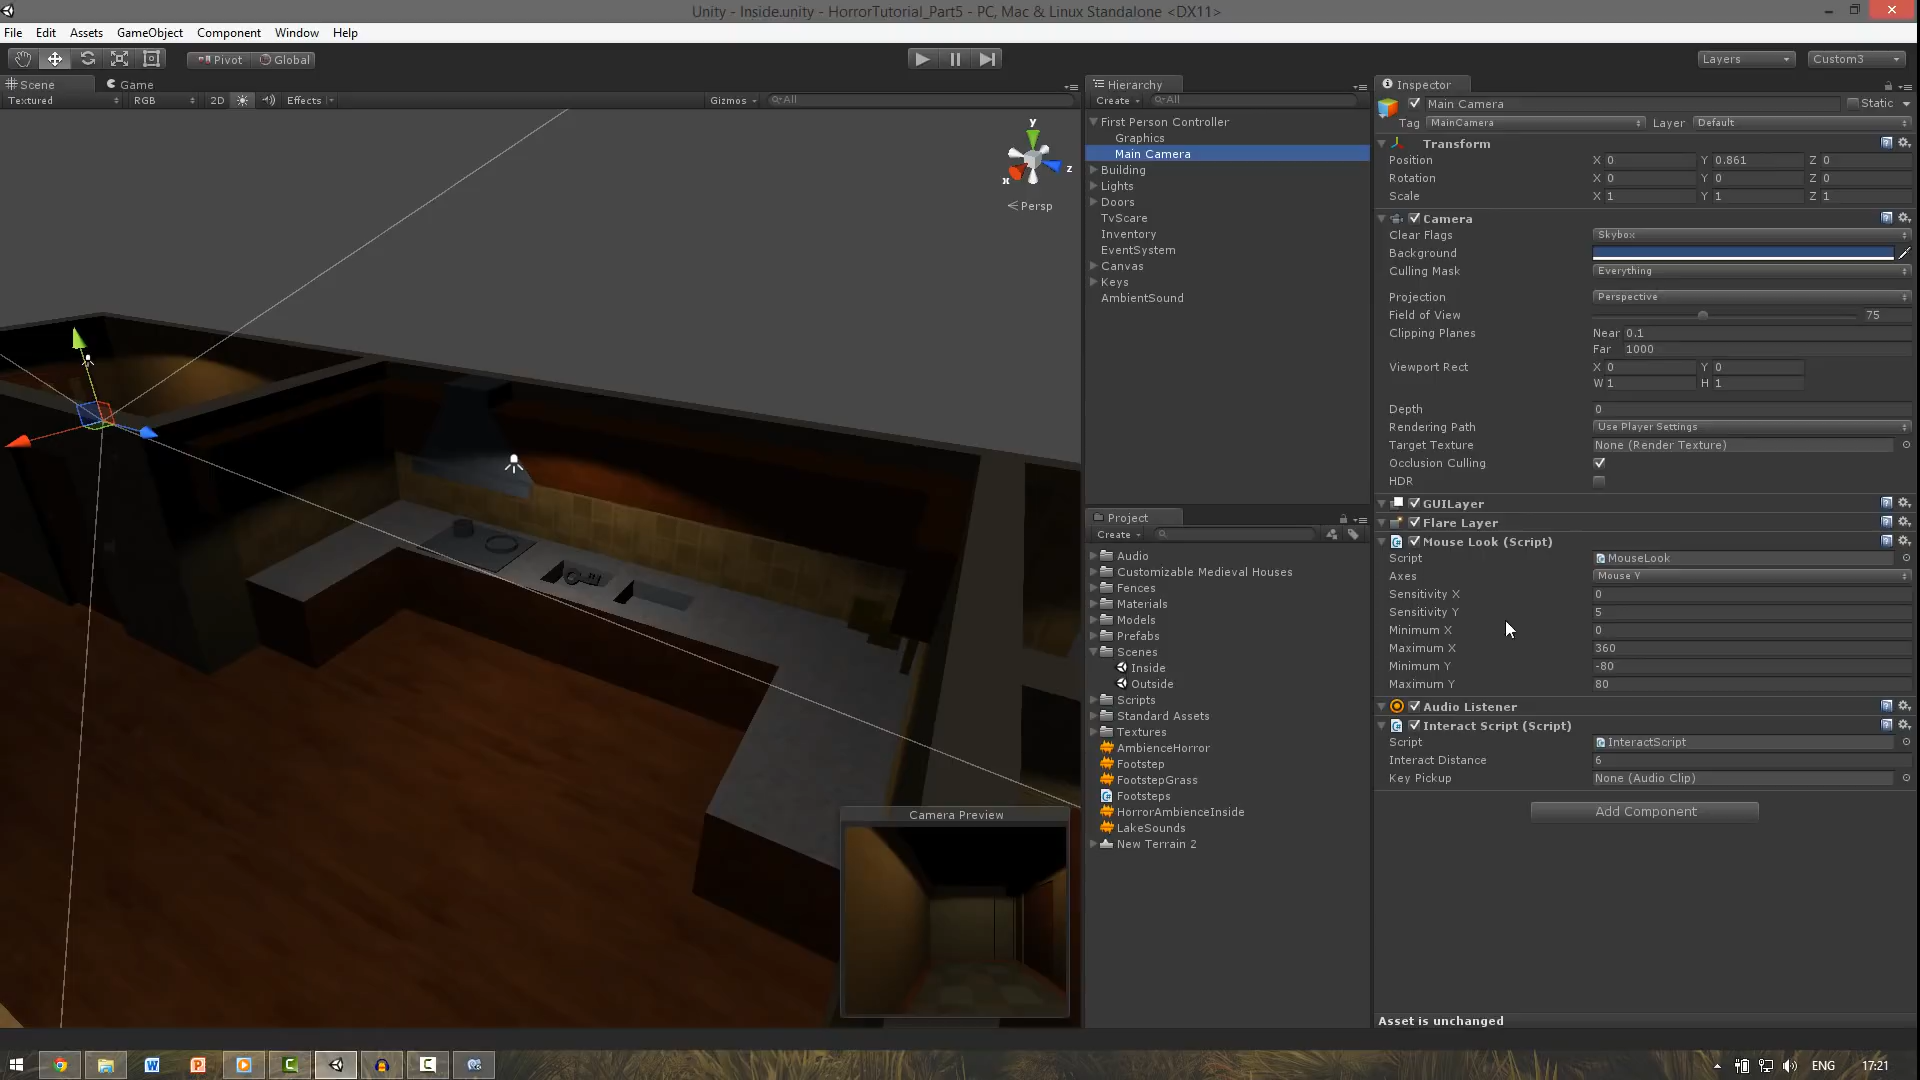 Unity - Inside.unity - HorrorTutorial_Part5 - PC, Mac & Linux Standalone <DX11>
File Edit Assets GameObject Component Window Help
Pivot Global
Layers Custom3
Scene Game
Textured RGB 2D Effects Gizmos All
y
x
z
Persp
Camera Preview
Hierarchy
Create All
First Person Controller
Graphics
Main Camera
Building
Lights
Doors
TvScare
Inventory
EventSystem
Canvas
Keys
AmbientSound
Project
Create
Audio
Customizable Medieval Houses
Fences
Materials
Models
Prefabs
Scenes
Inside
Outside
Scripts
Standard Assets
Textures
AmbienceHorror
Footstep
FootstepGrass
Footsteps
HorrorAmbienceInside
LakeSounds
New Terrain 2
Inspector
Main Camera Static
Tag MainCamera Layer Default
Transform
Position X 0 Y 0.861 Z 0
Rotation X 0 Y 0 Z 0
Scale X 1 Y 1 Z 1
Camera
Clear Flags Skybox
Background
Culling Mask Everything
Projection Perspective
Field of View 75
Clipping Planes Near 0.1
Far 1000
Viewport Rect X 0 Y 0
W 1 H 1
Depth 0
Rendering Path Use Player Settings
Target Texture None (Render Texture)
Occlusion Culling
HDR
GUILayer
Flare Layer
Mouse Look (Script)
Script MouseLook
Axes Mouse Y
Sensitivity X 0
Sensitivity Y 5
Minimum X 0
Maximum X 360
Minimum Y -80
Maximum Y 80
Audio Listener
Interact Script (Script)
Script InteractScript
Interact Distance 6
Key Pickup None (Audio Clip)
Add Component
Asset is unchanged
ENG 17:21